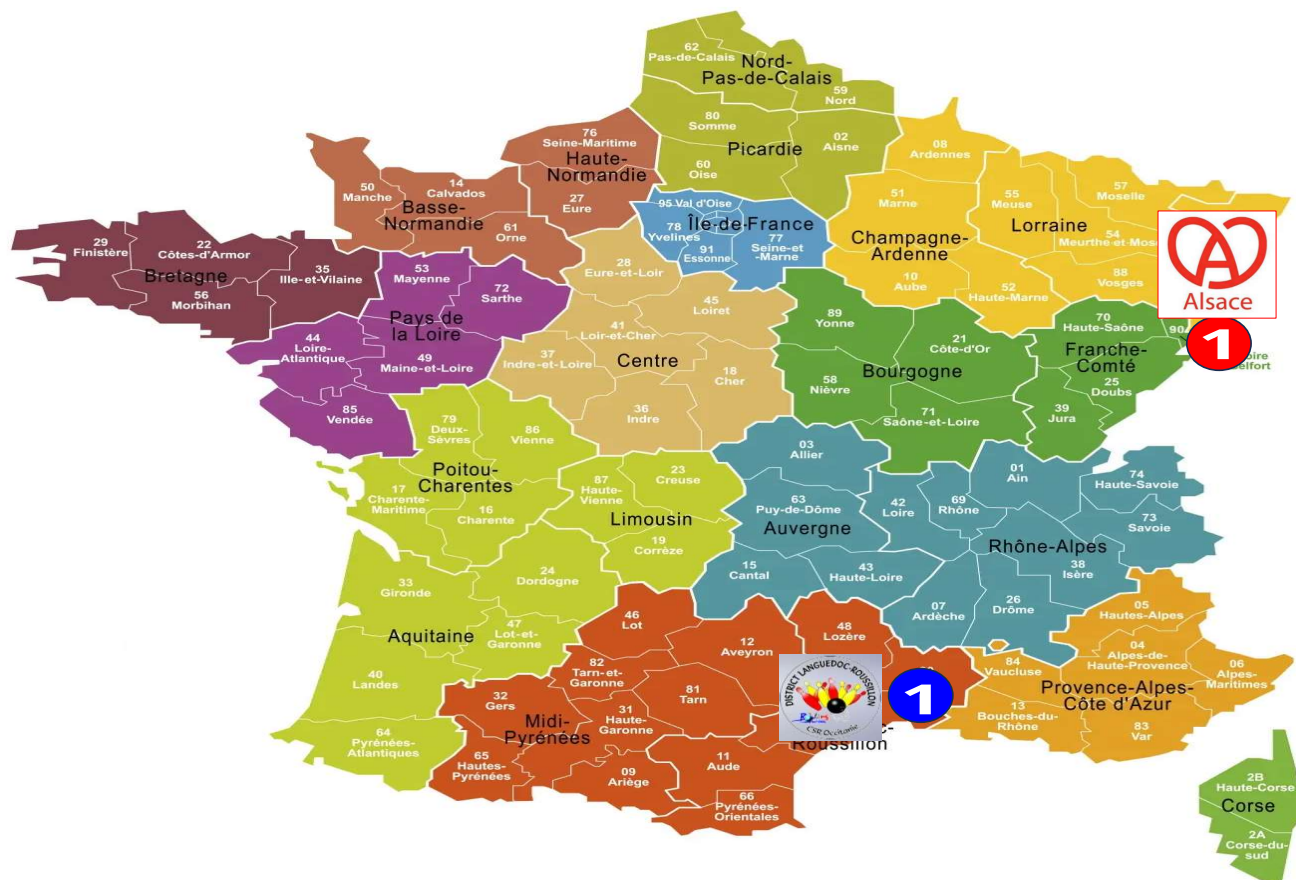 62
Pas-de-Calais
Nord-
Pas-de-Calais
59
Nord
80
Somme
02
Aisne
Picardie
60
Oise
76
Seine-Maritime
Haute-
Normandie
27
Eure
50
Manche
14
Calvados
Basse-
Normandie
61
Orne
95 Val d'Oise
Île-de-France
78
Yvelines
91
Essonne
77
Seine-et
-Marne
08
Ardennes
51
Marne
Champagne-
Ardenne
10
Aube
52
Haute-Marne
55
Meuse
57
Moselle
Lorraine
54
88
Vosges
Alsace
1
29
Finistère
22
Côtes-d'Armor
Bretagne
35
Ille-et-Vilaine
56
Morbihan
53
Mayenne
72
Sarthe
Pays de
la Loire
44
Loire-
Atlantique
49
Maine-et-Loire
85
Vendée
28
Eure-et-Loir
45
Loiret
41
Loir-et-Cher
37
Indre-et-Loire
Centre
18
Cher
36
Indre
89
Yonne
21
Côte-d'Or
58
Nièvre
Bourgogne
71
Saône-et-Loire
70
Haute-Saône
90
Franche-
Comté
25
Doubs
39
Jura
79
Deux-
Sèvres
86
Vienne
Poitou-
Charentes
17
Charente-
Maritime
16
Charente
87
Haute-
Vienne
23
Creuse
Limousin
19
Corrèze
03
Allier
63
Puy-de-Dôme
Auvergne
15
Cantal
43
Haute-Loire
42
Loire
69
Rhône
01
Ain
74
Haute-Savoie
73
Savoie
Rhône-Alpes
38
Isère
07
Ardèche
26
Drôme
33
Gironde
24
Dordogne
47
Lot-et-
Garonne
Aquitaine
40
Landes
64
Pyrénées-
Atlantiques
46
Lot
12
Aveyron
82
Tarn-et-
Garonne
81
Tarn
32
Gers
31
Haute-
Garonne
Midi-
Pyrénées
65
Hautes-
Pyrénées
09
Ariège
48
Lozère
DISTRICT LANGUEDOC-ROUSSILLON
CSR Occitanie
1
Roussillon
11
Aude
66
Pyrénées-
Orientales
05
Hautes-Alpes
04
Alpes-de-
Haute-Provence
06
Alpes-
Maritimes
84
Vaucluse
Provence-Alpes-
Côte d'Azur
13
Bouches-du-
Rhône
83
Var
2B
Haute-Corse
Corse
2A
Corse-du-
sud